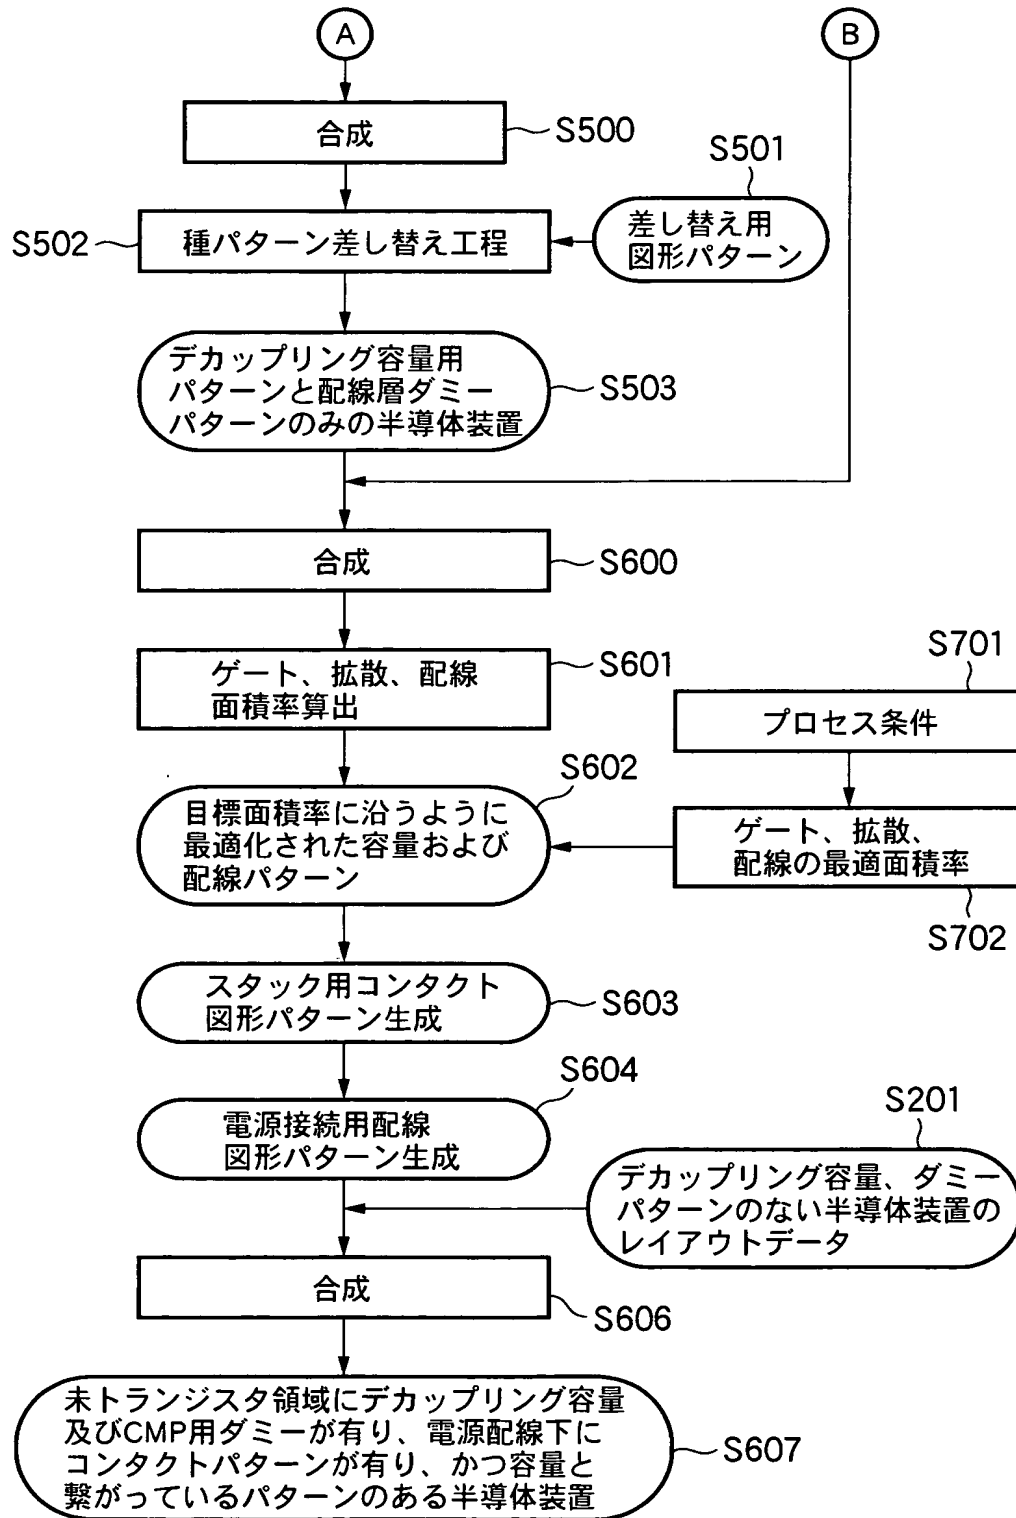 A
B
合成
S500
S501
差し替え用
図形パターン
S502
種パターン差し替え工程
デカップリング容量用
パターンと配線層ダミー
パターンのみの半導体装置
S503
合成
S600
ゲート、拡散、配線
面積率算出
S601
S701
プロセス条件
S602
目標面積率に沿うように
最適化された容量および
配線パターン
ゲート、拡散、
配線の最適面積率
S702
スタック用コンタクト
図形パターン生成
S603
S604
電源接続用配線
図形パターン生成
S201
デカップリング容量、ダミー
パターンのない半導体装置の
レイアウトデータ
合成
S606
未トランジスタ領域にデカップリング容量
及びCMP用ダミーが有り、電源配線下に
コンタクトパターンが有り、かつ容量と
繋がっているパターンのある半導体装置
S607